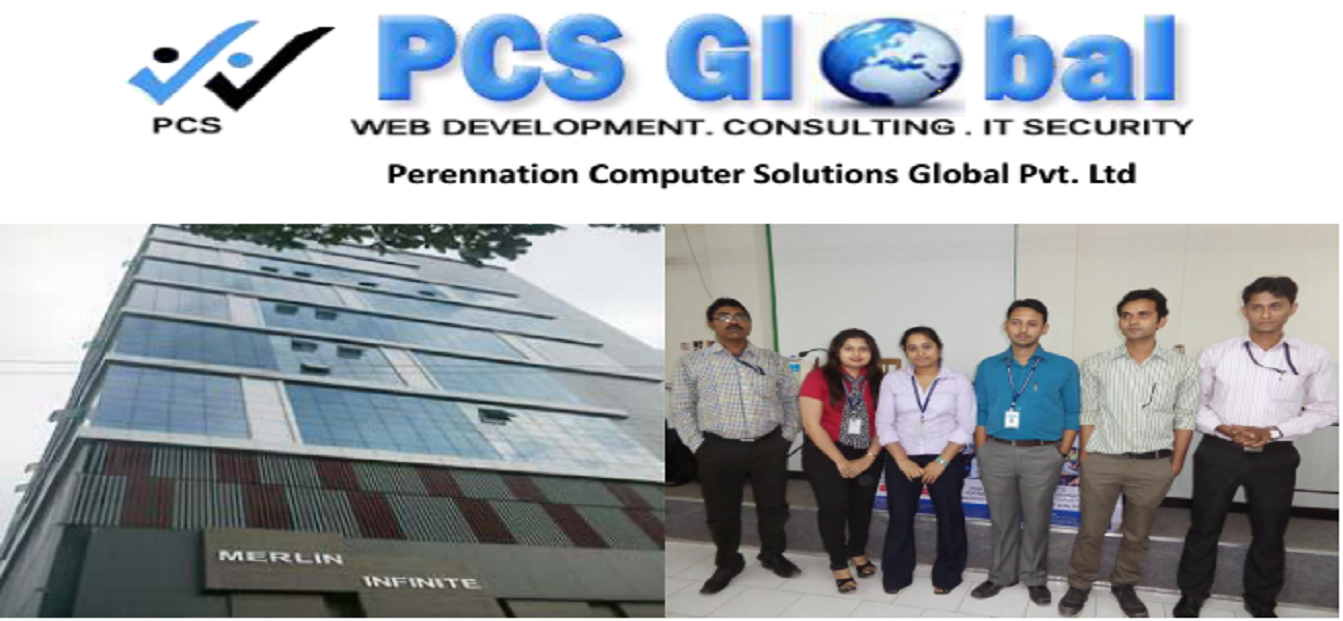 PCS Global
PCS
WEB DEVELOPMENT. CONSULTING . IT SECURITY
Perennation Computer Solutions Global Pvt. Ltd
MERLIN
INFINITE